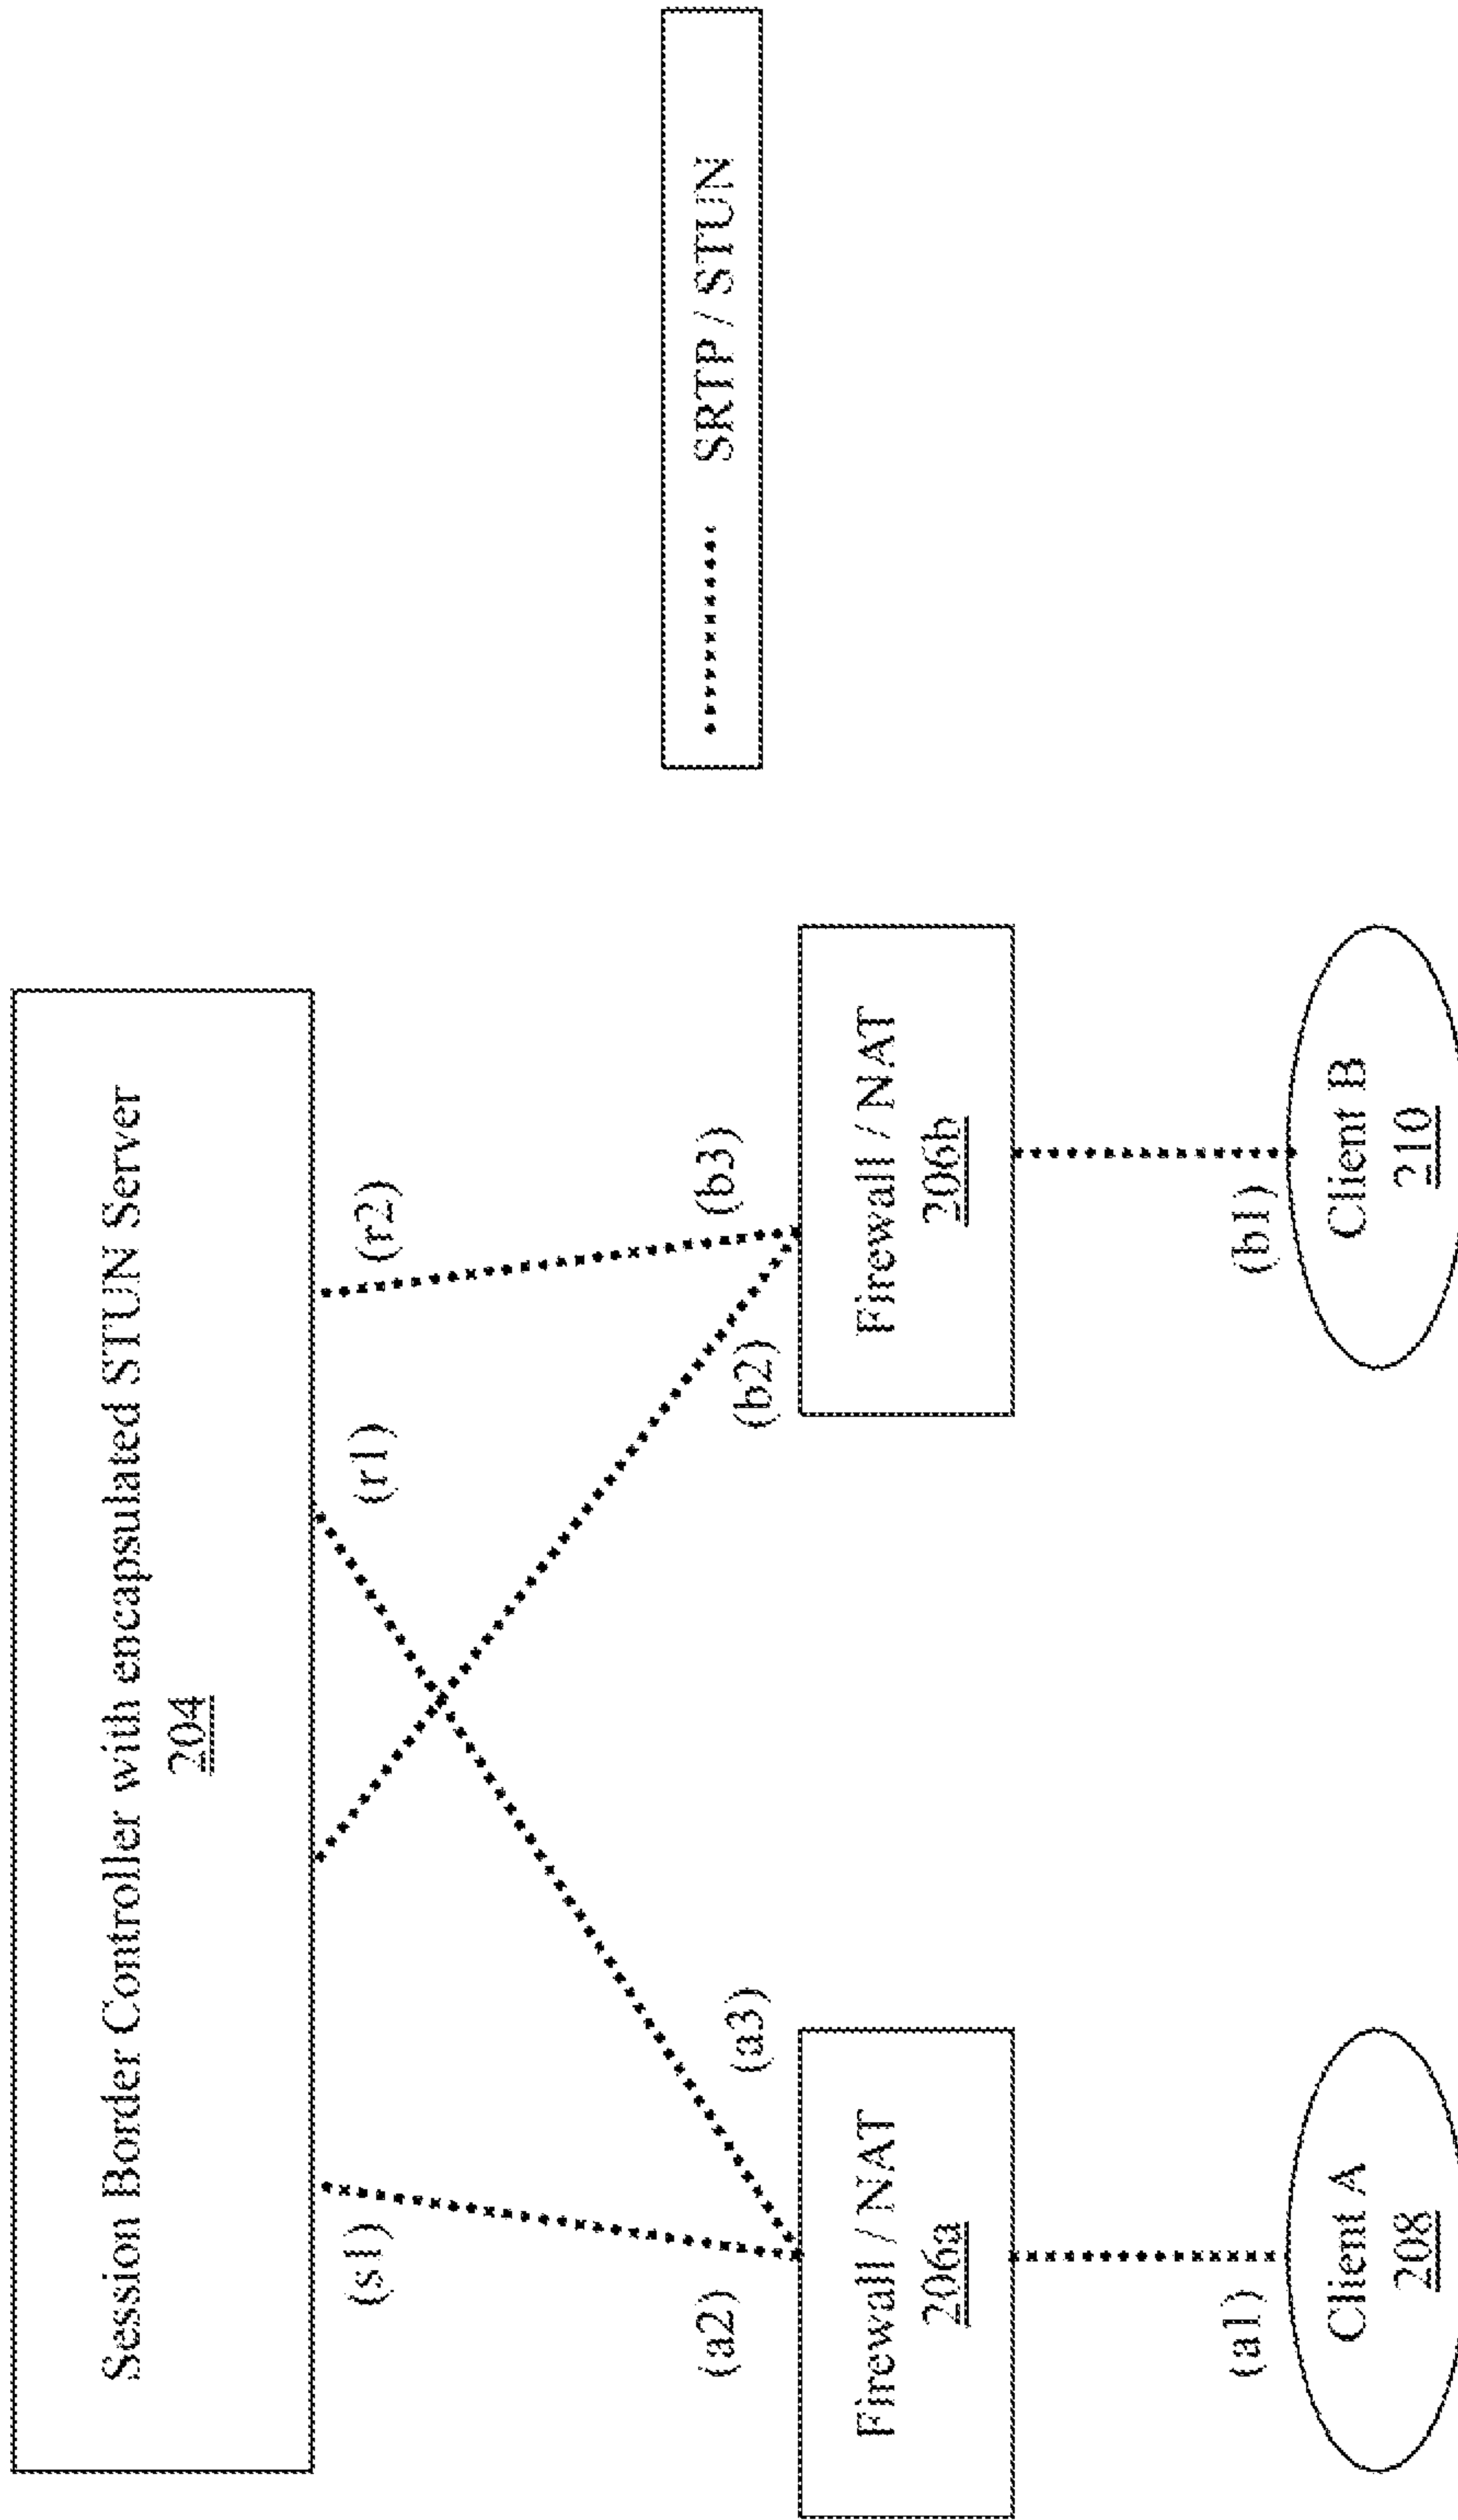 Session Border Controller with encapsulated STUN Server
204
(s1)
(r1)
(r2)
(a2)
(a3)
(b2)
(b3)
Firewall / NAT
206a
Firewall / NAT
206b
(a1)
(b1)
Client A
208
Client B
210
SRTP / STUN